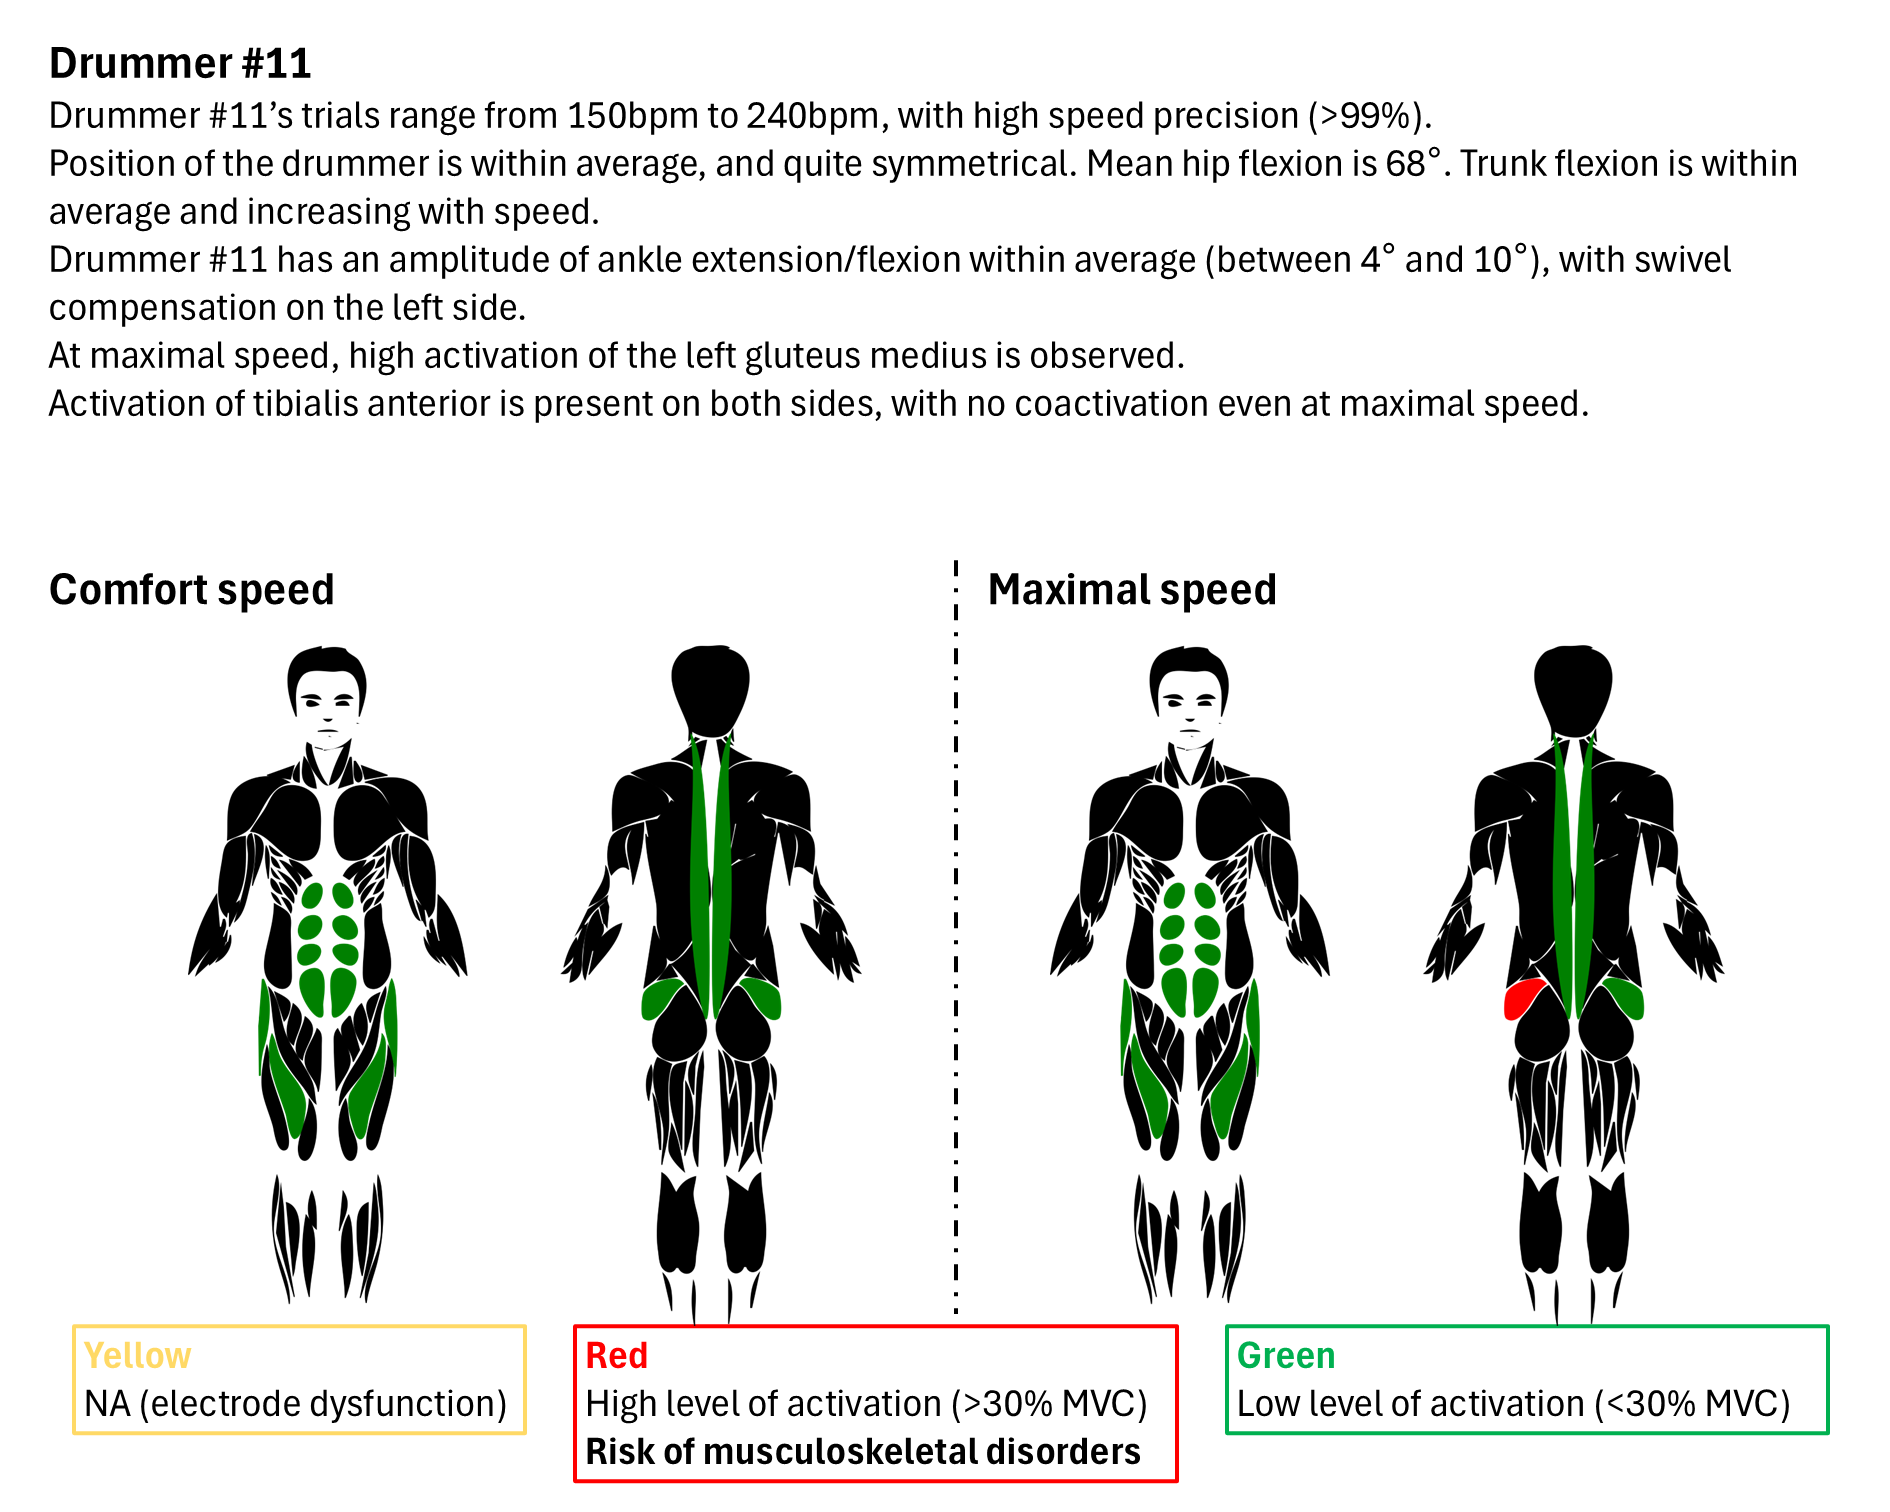 Drummer #11
Drummer #11’s trials range from 150bpm to 240bpm, with high speed precision (>99%).
Position of the drummer is within average, and quite symmetrical. Mean hip flexion is 68°. Trunk flexion is within
average and increasing with speed.
Drummer #11 has an amplitude of ankle extension/flexion within average (between 4° and 10°), with swivel
compensation on the left side.
At maximal speed, high activation of the left gluteus medius is observed.
Activation of tibialis anterior is present on both sides, with no coactivation even at maximal speed.
Comfort speed
Maximal speed
Yellow
NA (electrode dysfunction)
Red
High level of activation (>30% MVC)
Risk of musculoskeletal disorders
Green
Low level of activation (<30% MVC)